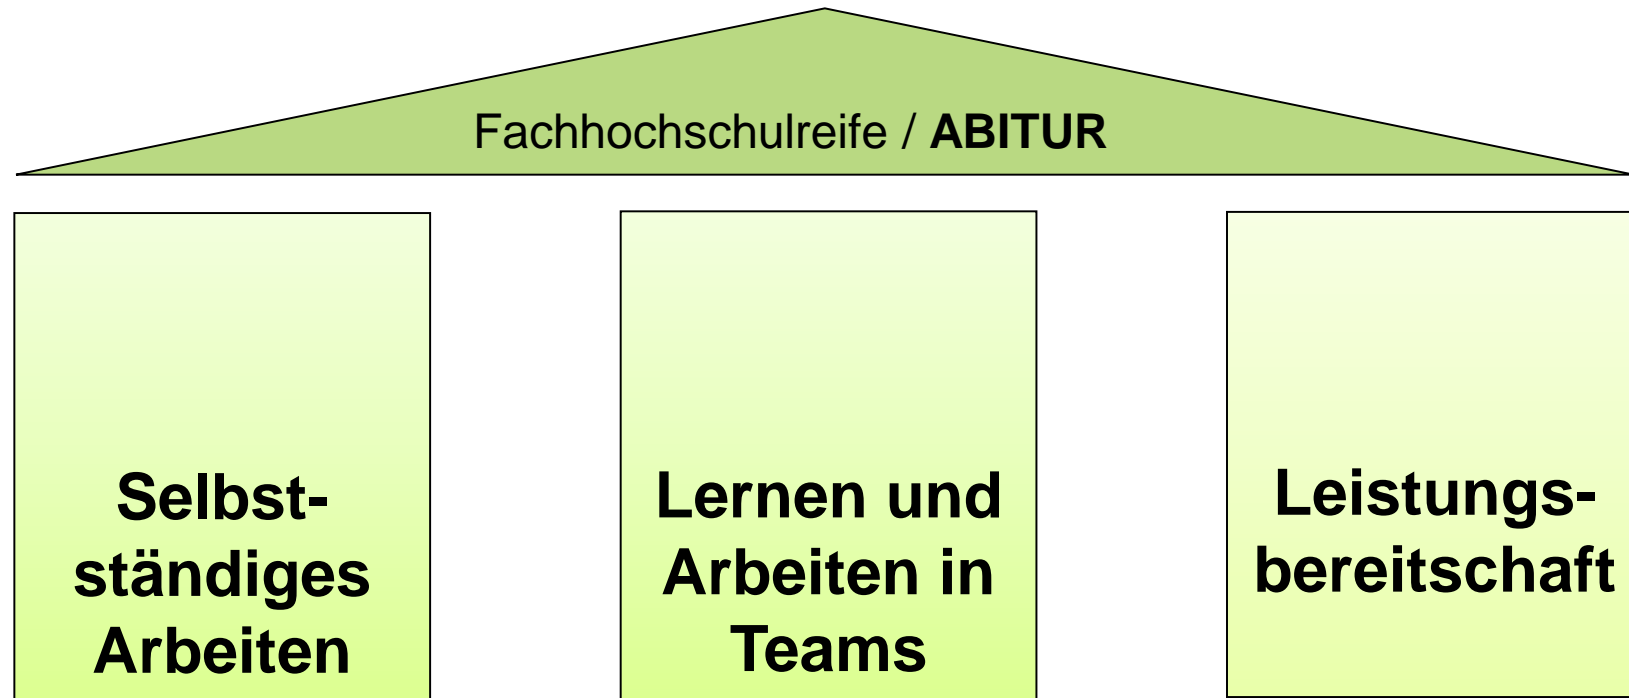 Fachhochschulreife / ABITUR
Selbst-
ständiges
Arbeiten
Lernen und
Arbeiten in
Teams
Leistungs-
bereitschaft